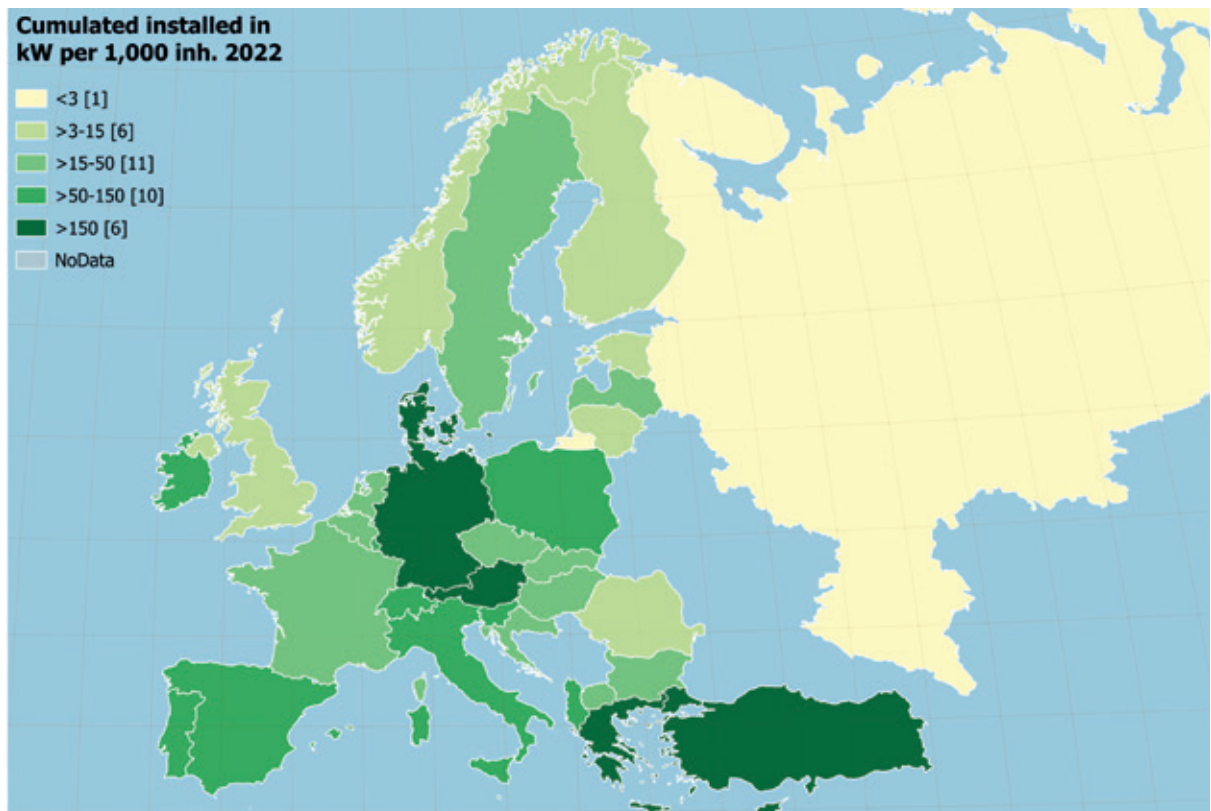 Cumulated installed in
kW per 1,000 inh. 2022
<3 [1]
>3-15 [6]
>15-50 [11]
>50-150 [10]
>150 [6]
NoData